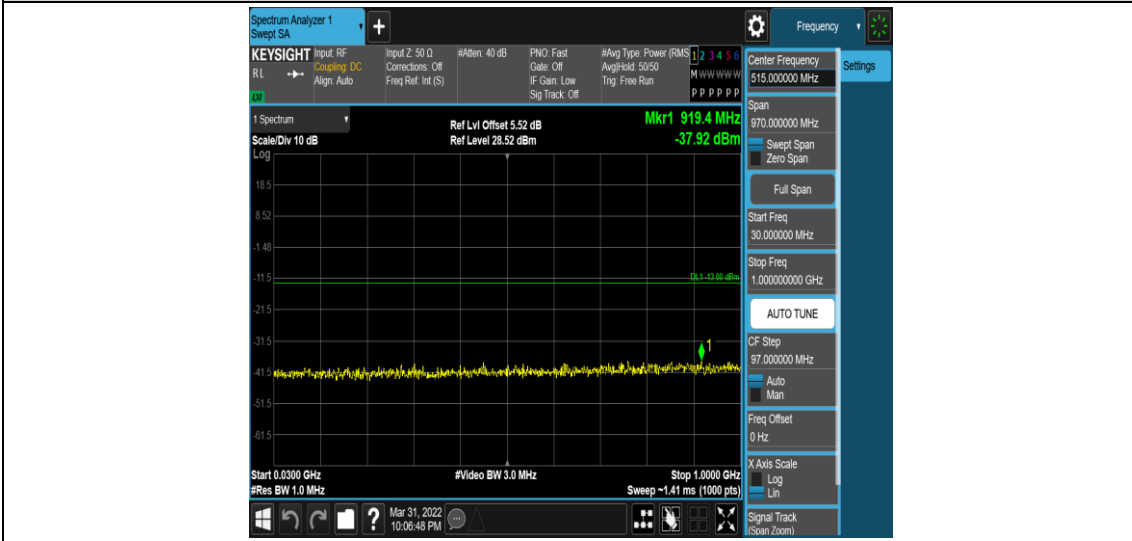 Spectrum Analyzer 1
Swept SA
+
Frequency
KEYSIGHT
RL
Input: RF
Coupling: DC
Align: Auto
Input Z: 50 Ω
Corrections: Off
Freq Ref: Int (S)
#Atten: 40 dB
PNO: Fast
Gate: Off
IF Gain: Low
Sig Track: Off
#Avg Type: Power (RMS
Avg|Hold: 50/50
Trig: Free Run
1 2 3 4 5 6
M W W W W W
P P P P P P
1 Spectrum
Scale/Div 10 dB
Log
Ref Lvl Offset 5.52 dB
Ref Level 28.52 dBm
Mkr1 919.4 MHz
-37.92 dBm
18.5
8.52
-1.48
-11.5
DL1 -13.00 dBm
-21.5
-31.5
1
-41.5
-51.5
-61.5
Start 0.0300 GHz
#Res BW 1.0 MHz
#Video BW 3.0 MHz
Stop 1.0000 GHz
Sweep ~1.41 ms (1000 pts)
?
Mar 31, 2022
10:06:48 PM
Center Frequency
515.000000 MHz
Settings
Span
970.000000 MHz
Swept Span
Zero Span
Full Span
Start Freq
30.000000 MHz
Stop Freq
1.000000000 GHz
AUTO TUNE
CF Step
97.000000 MHz
Auto
Man
Freq Offset
0 Hz
X Axis Scale
Log
Lin
Signal Track
(Span Zoom)